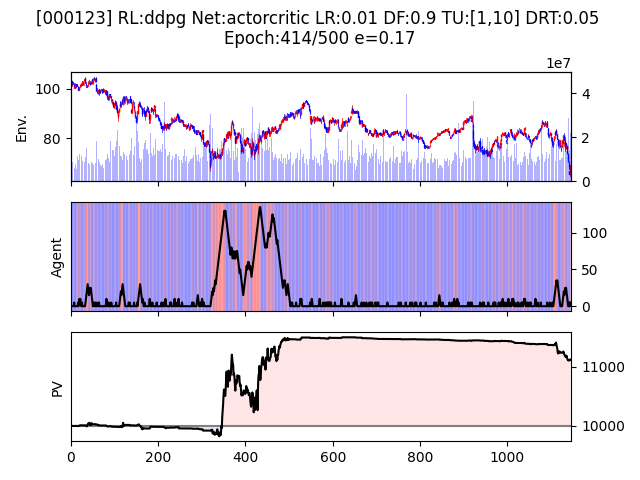 [000123] RL:ddpg Net:actorcritic LR:0.01 DF:0.9 TU:[1,10] DRT:0.05
Epoch:414/500 e=0.17
1e7
100
80
Env.
4
2
0
Agent
100
50
0
PV
11000
10000
0
200
400
600
800
1000